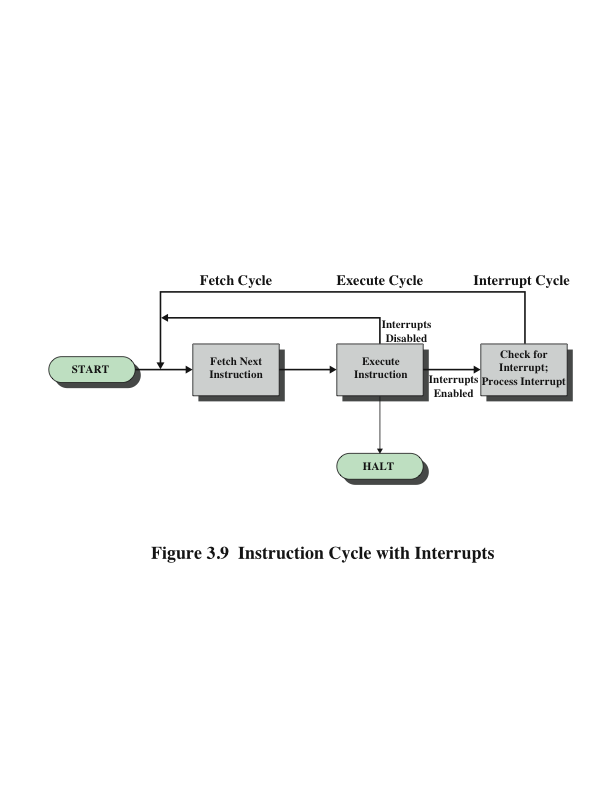 Fetch Cycle
Execute Cycle
Interrupt Cycle
Interrupts
Disabled
START
Fetch Next
Instruction
Execute
Instruction
Interrupts
Enabled
Check for
Interrupt;
Process Interrupt
HALT
Figure 3.9  Instruction Cycle with Interrupts